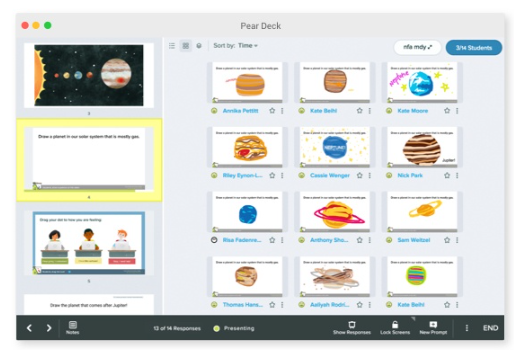 Pear Deck
Sort by: Time
nfa mdy
3/14 Students
3
Draw a planet in our solar system that is mostly gas.
4
Drag your dot to how you are feeling:
5
Draw the planet that comes after Jupiter!
Draw a planet in our solar system that is mostly gas.
Draw a planet in our solar system that is mostly gas.
Draw a planet in our solar system that is mostly gas.
neptune
Annika Pettitt
Kate Beihl
Kate Moore
Draw a planet in our solar system that is mostly gas.
Draw a planet in our solar system that is mostly gas.
NEPTUNE!
Draw a planet in our solar system that is mostly gas.
Jupiter!
Riley Eynon-L...
Cassie Wonger
Nick Park
Draw a planet in our solar system that is mostly gas.
Draw a planet in our solar system that is mostly gas.
Draw a planet in our solar system that is mostly gas.
Risa Fademre...
Anthony Sho...
Sam Weitzel
Draw a planet in our solar system that is mostly gas.
Draw a planet in our solar system that is mostly gas.
Draw a planet in our solar system that is mostly gas.
Thomas Hans...
Aaliyah Rodri...
Kate Beihl
Notes
13 of 14 Responses
Presenting
Show Responses
Lock Screens
New Prompt
END